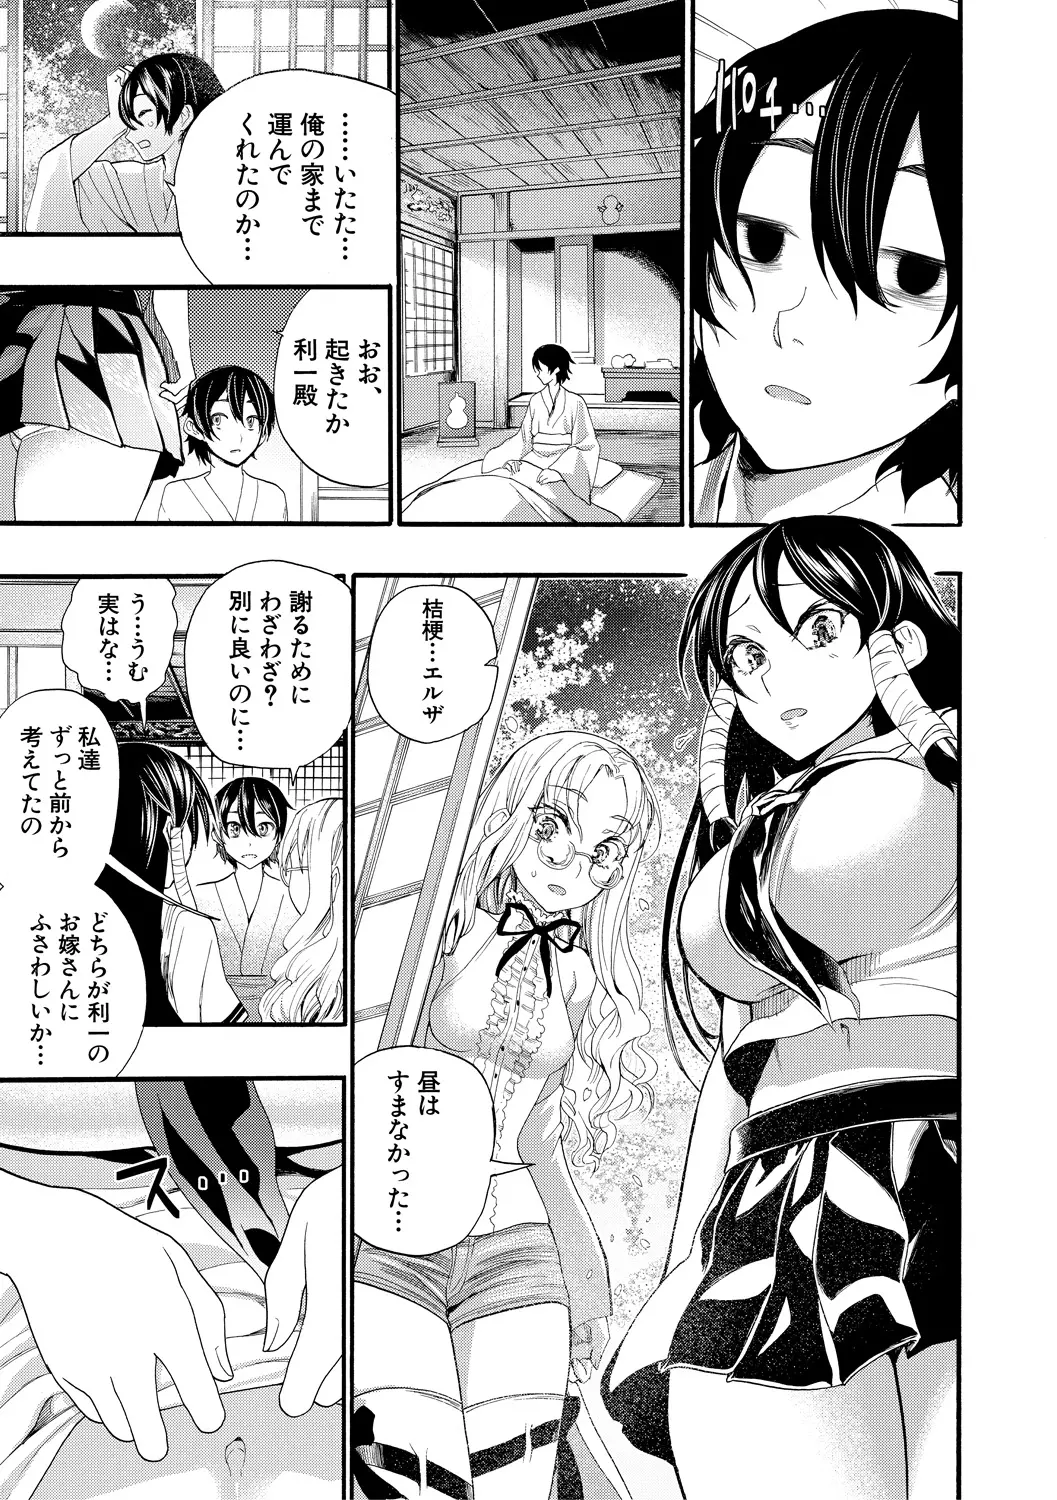 ポロ…
……いたた…
俺の家まで
運んで
くれたのか…
おお、
起きたか
利一殿
桔梗…エルザ
昼は
すまなかった…
謝るために
わざわざ？
別に良いのに…
う…うむ
実はな…
私達
ずっと前から
考えてたの
どちらが利一の
お嫁さんに
ふさわしいか…
ス…